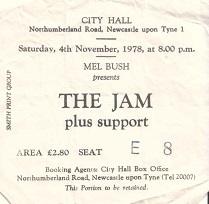 CITY HALL
Northumberland Road, Newcastle upon Tyne 1
Saturday, 4th November, 1978, at 8.00 p.m.
MEL BUSH
presents
THE JAM
plus support
AREA £2.80 SEAT E 8
Booking Agents: City Hall Box Office
Northumberland Road, Newcastle upon Tyne (Tel 20007)
This Portion to be retained.
SMITH PRINT GROUP